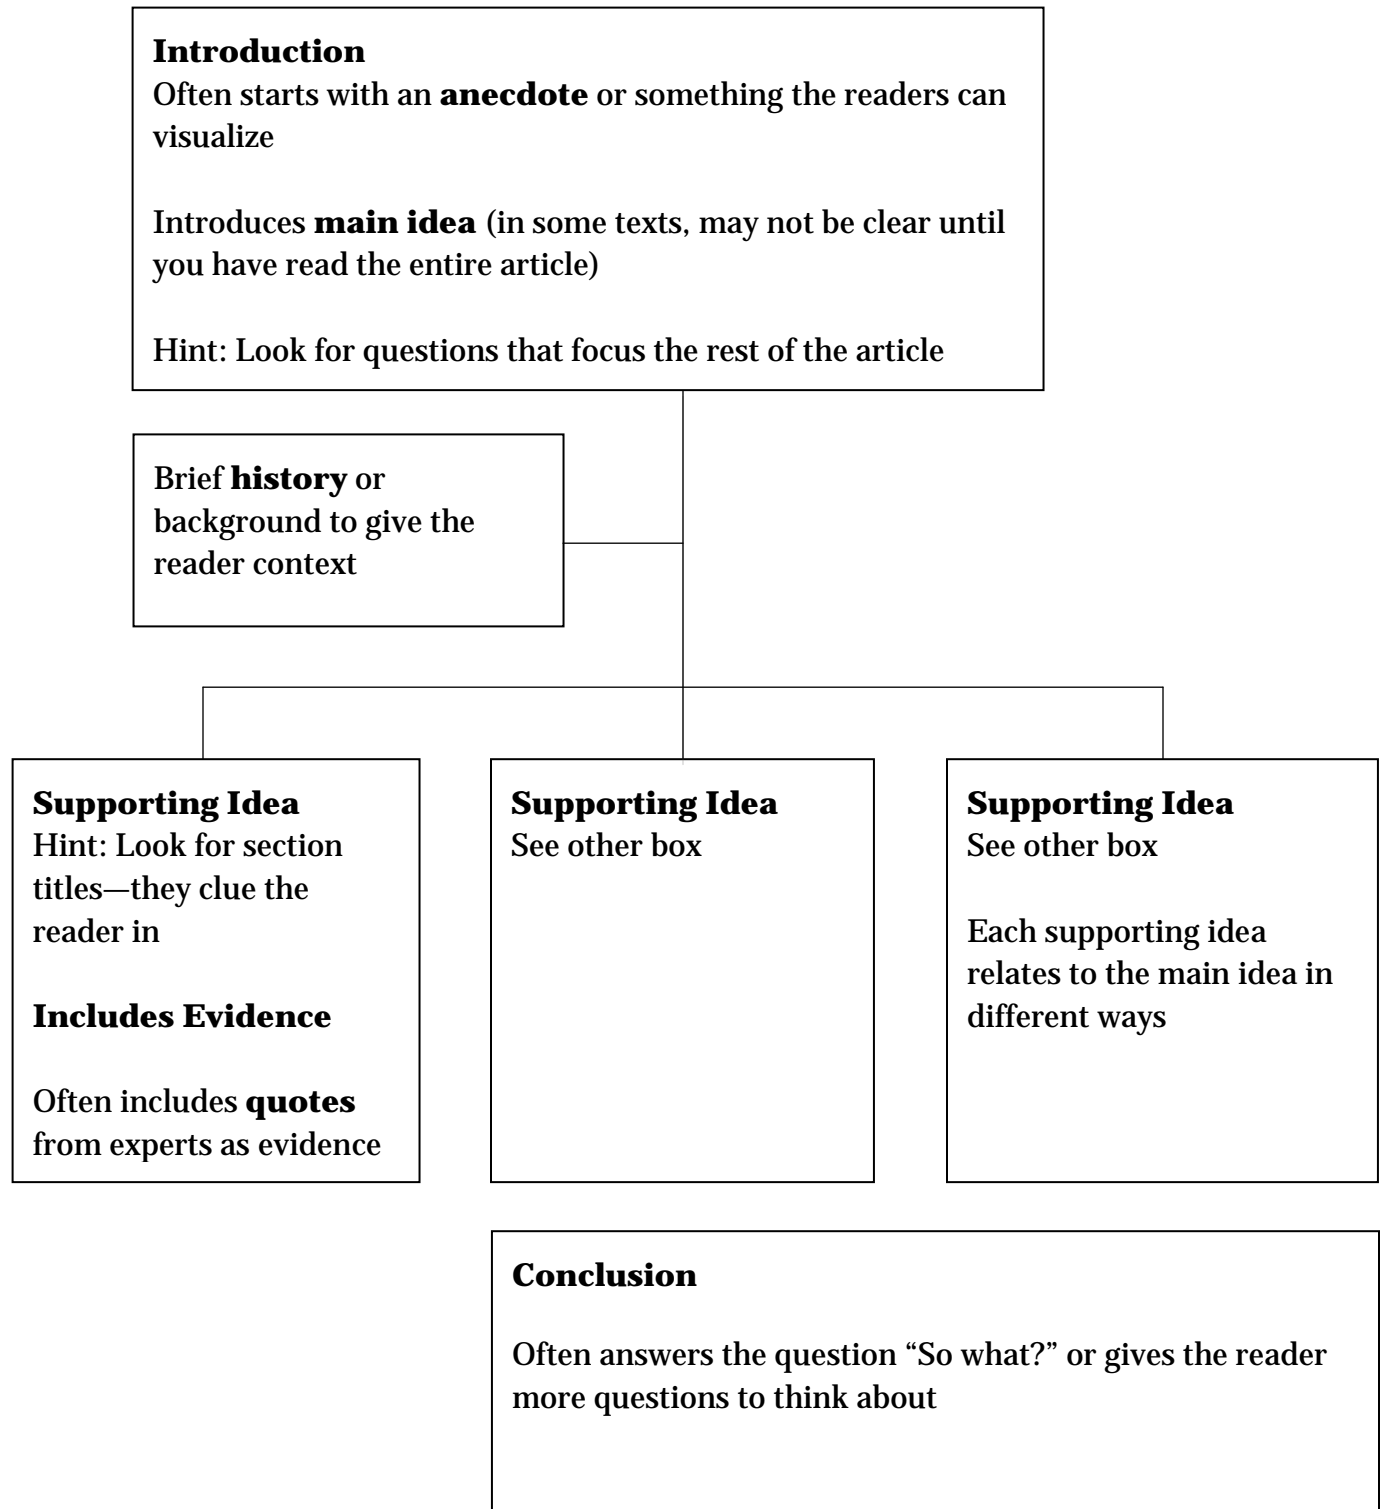 Introduction
Often starts with an anecdote or something the readers can
visualize
Introduces main idea (in some texts, may not be clear until
you have read the entire article)
Hint: Look for questions that focus the rest of the article
Brief history or
background to give the
reader context
Supporting Idea
Hint: Look for section
titles—they clue the
reader in
Includes Evidence
Often includes quotes
from experts as evidence
Supporting Idea
See other box
Supporting Idea
See other box
Each supporting idea
relates to the main idea in
different ways
Conclusion
Often answers the question “So what?” or gives the reader
more questions to think about